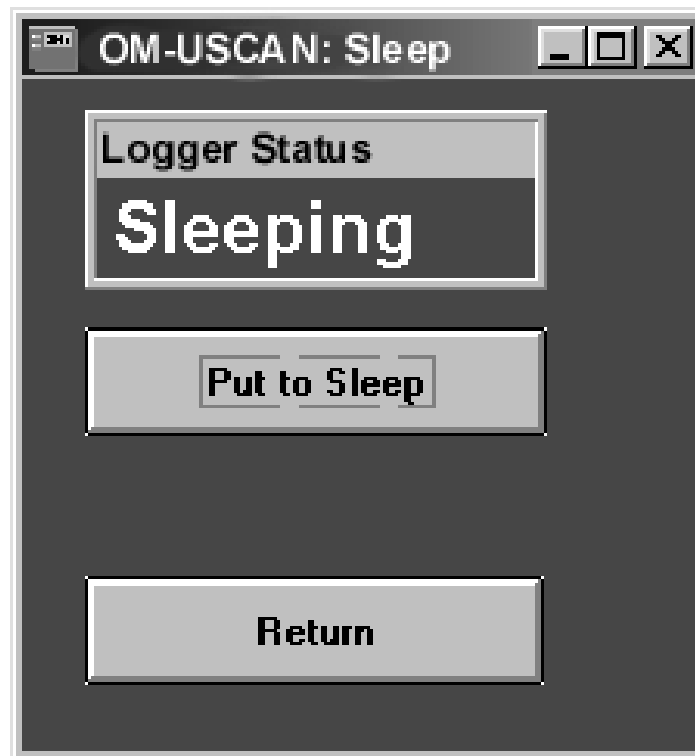 OM-USCAN: Sleep
Logger Status
Sleeping
Put to Sleep
Return